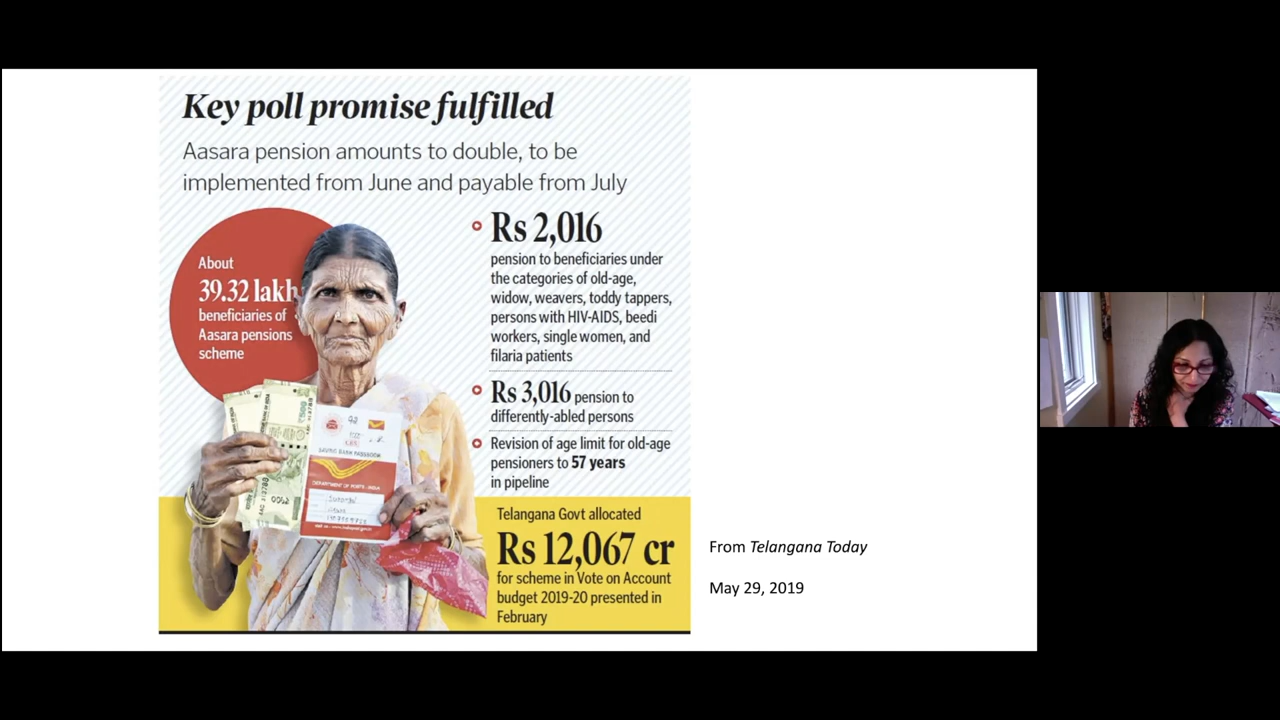 Key poll promise fulfilled
Aasara pension amounts to double, to be
implemented from June and payable from July
About
39.32 lakh
beneficiaries of
Aasara pensions
scheme
Rs 2,016
pension to beneficiaries under
the categories of old-age,
widow, weavers, toddy tappers,
persons with HIV-AIDS, beedi
workers, single women, and
filaria patients
Rs 3,016 pension to
differently-abled persons
Revision of age limit for old-age
pensioners to 57 years
in pipeline
SAVING BANK PASSBOOK
DEPARTMENT OF POSTS - INDIA
Telangana Govt allocated
Rs 12,067 cr
for scheme in Vote on Account
budget 2019-20 presented in
February
From Telangana Today
May 29, 2019